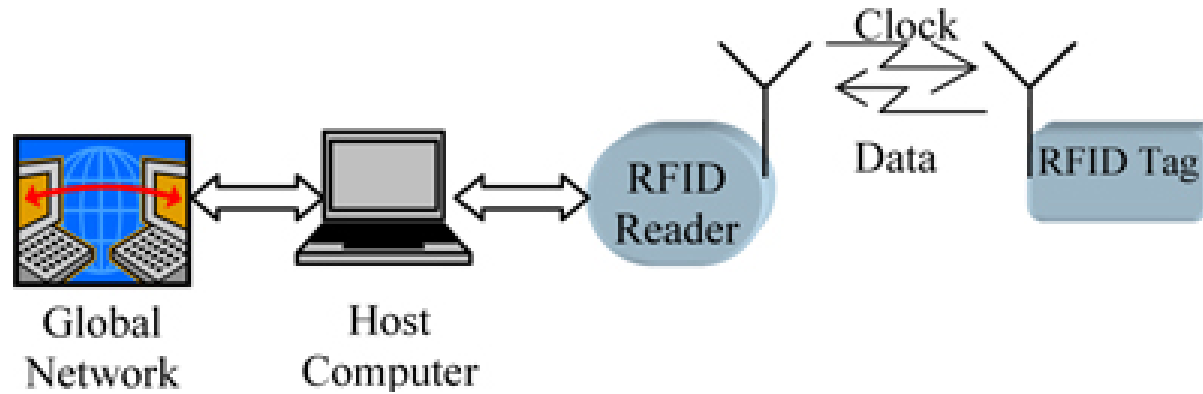 Clock
Data
RFID Tag
RFID
Reader
Global
Network
Host
Computer